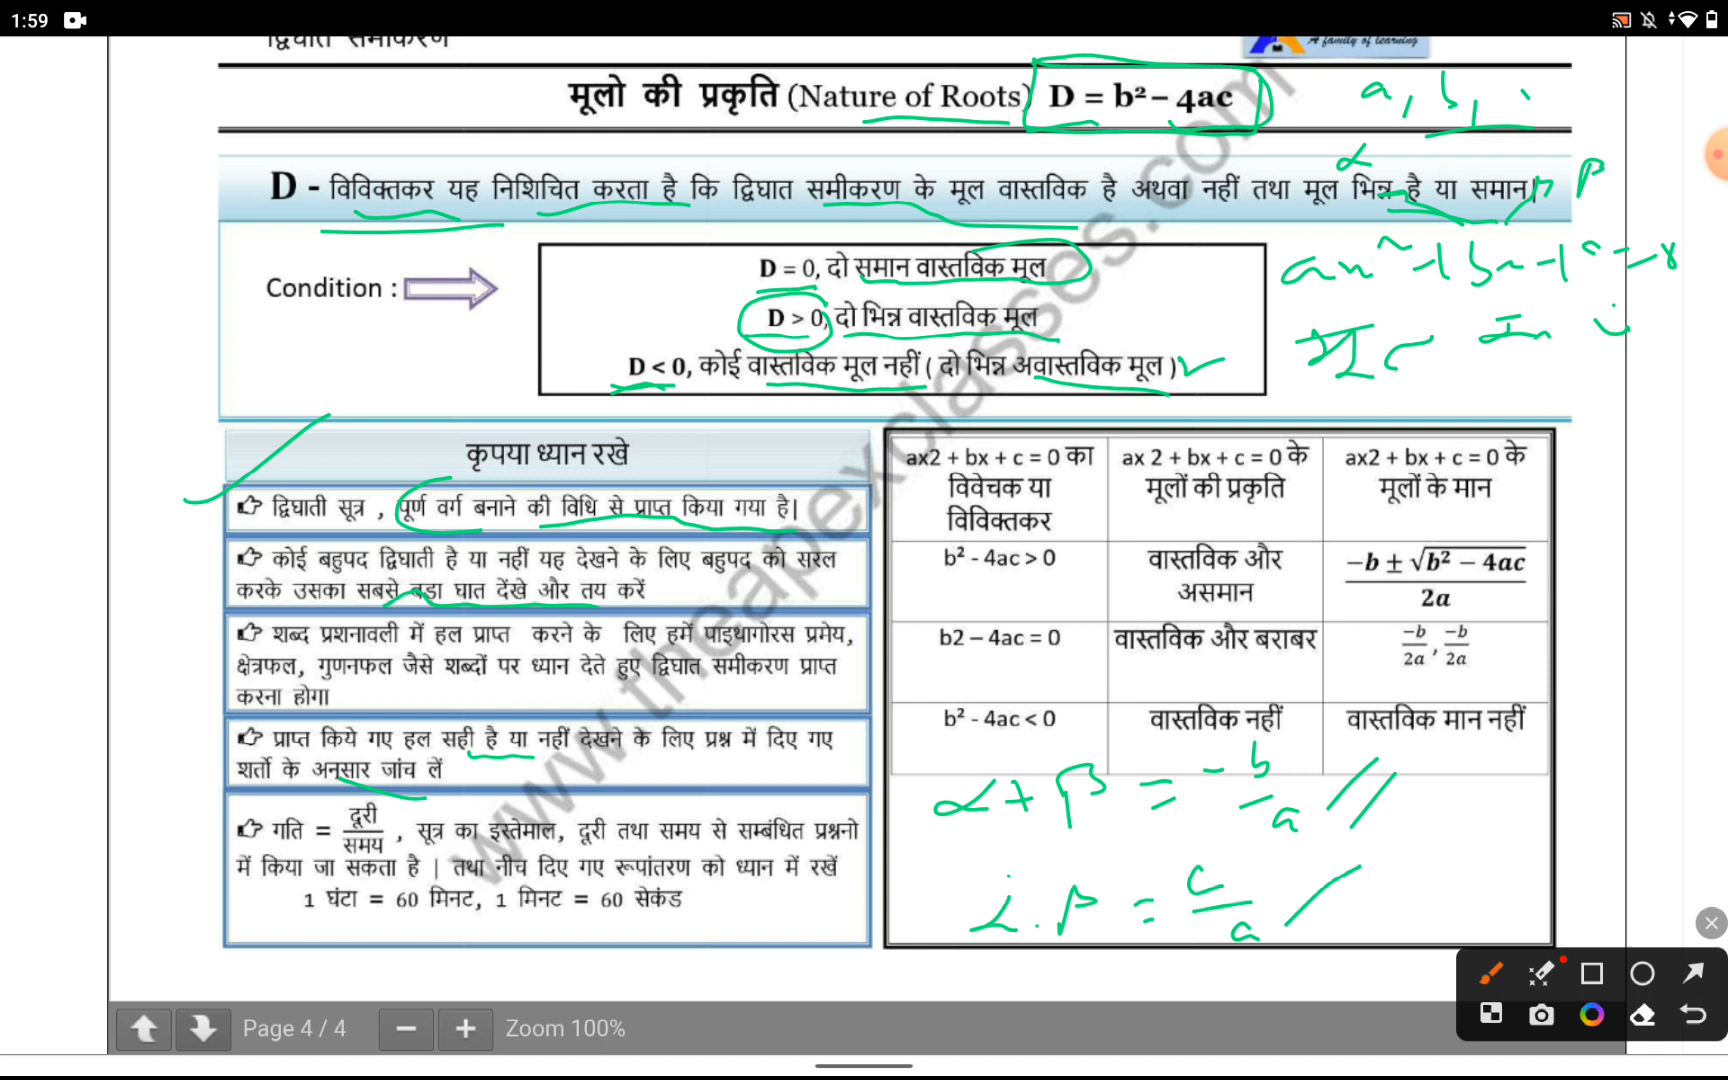 1:59
द्विघात समीकरण
A family of learning
मूलो की प्रकृति (Nature of Roots) D = b² – 4ac
a, b,
α β
D - विविक्तकर यह निशिचित करता है कि द्विघात समीकरण के मूल वास्तविक है अथवा नहीं तथा मूल भिन्न है या समान|
Condition :
D = 0, दो समान वास्तविक मूल
D > 0, दो भिन्न वास्तविक मूल
D < 0, कोई वास्तविक मूल नहीं ( दो भिन्न अवास्तविक मूल )
कृपया ध्यान रखे
द्विघाती सूत्र , पूर्ण वर्ग बनाने की विधि से प्राप्त किया गया है|
कोई बहुपद द्विघाती है या नहीं यह देखने के लिए बहुपद को सरल
करके उसका सबसे बड़ा घात देंखे और तय करें
शब्द प्रशनावली में हल प्राप्त करने के लिए हमें पाइथागोरस प्रमेय,
क्षेत्रफल, गुणनफल जैसे शब्दों पर ध्यान देते हुए द्विघात समीकरण प्राप्त
करना होगा
प्राप्त किये गए हल सही है या नहीं देखने के लिए प्रश्न में दिए गए
शर्तो के अनुसार जांच लें
गति = दूरी/समय , सूत्र का इस्तेमाल, दूरी तथा समय से सम्बंधित प्रश्नो
में किया जा सकता है | तथा नीच दिए गए रूपांतरण को ध्यान में रखें
1 घंटा = 60 मिनट, 1 मिनट = 60 सेकंड
ax2 + bx + c = 0 का विवेचक या विविक्तकर
ax 2 + bx + c = 0 के मूलों की प्रकृति
ax2 + bx + c = 0 के मूलों के मान
b² - 4ac > 0 वास्तविक और असमान −b ± √b² − 4ac / 2a
b2 – 4ac = 0 वास्तविक और बराबर −b/2a , −b/2a
b² - 4ac < 0 वास्तविक नहीं वास्तविक मान नहीं
α + β = −b/a
α . β = c/a
www.theapexclasses.com
Page 4 / 4 Zoom 100%